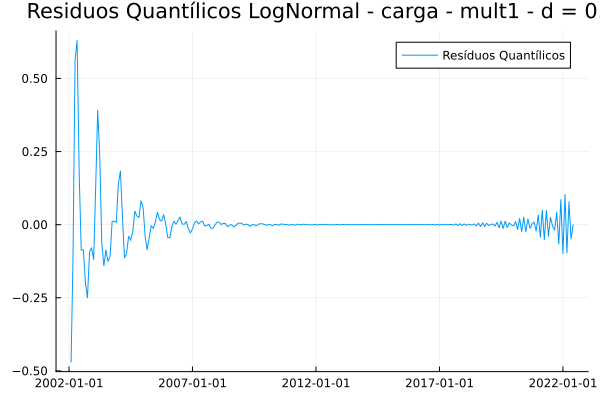 Residuos Quantílicos LogNormal - carga - mult1 - d = 0.
Resíduos Quantílicos
0.50
0.25
0.00
−0.25
−0.50
2002-01-01 2007-01-01 2012-01-01 2017-01-01 2022-01-01